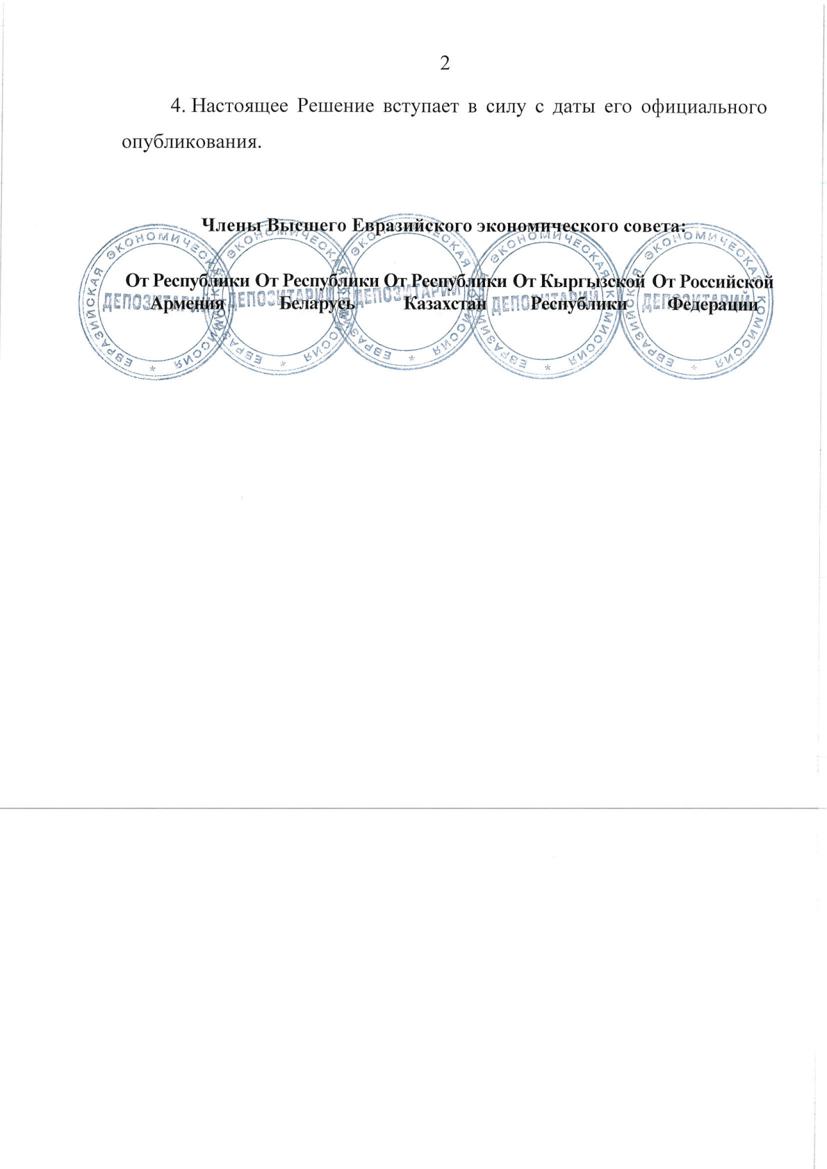 2
4. Настоящее Решение вступает в силу с даты его официального
опубликования.
Члены Высшего Евразийского экономического совета:
От Республики От Республики От Республики От Кыргызской От Российской
Армения Беларусь Казахстан Республики Федерации
ЕВРАЗИЙСКАЯ ЭКОНОМИЧЕСКАЯ КОМИССИЯ *
ДЕПОЗИТАРИЙ
ЕВРАЗИЙСКАЯ ЭКОНОМИЧЕСКАЯ КОМИССИЯ *
ДЕПОЗИТАРИЙ
ЕВРАЗИЙСКАЯ ЭКОНОМИЧЕСКАЯ КОМИССИЯ *
ДЕПОЗИТАРИЙ
ЕВРАЗИЙСКАЯ ЭКОНОМИЧЕСКАЯ КОМИССИЯ *
ДЕПОЗИТАРИЙ
ЕВРАЗИЙСКАЯ ЭКОНОМИЧЕСКАЯ КОМИССИЯ *
ДЕПОЗИТАРИЙ